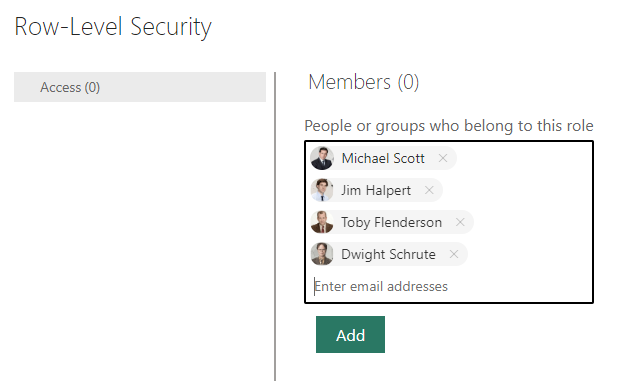 Row-Level Security
Access (0)
Members (0)
People or groups who belong to this role
Michael Scott
Jim Halpert
Toby Flenderson
Dwight Schrute
Enter email addresses
Add